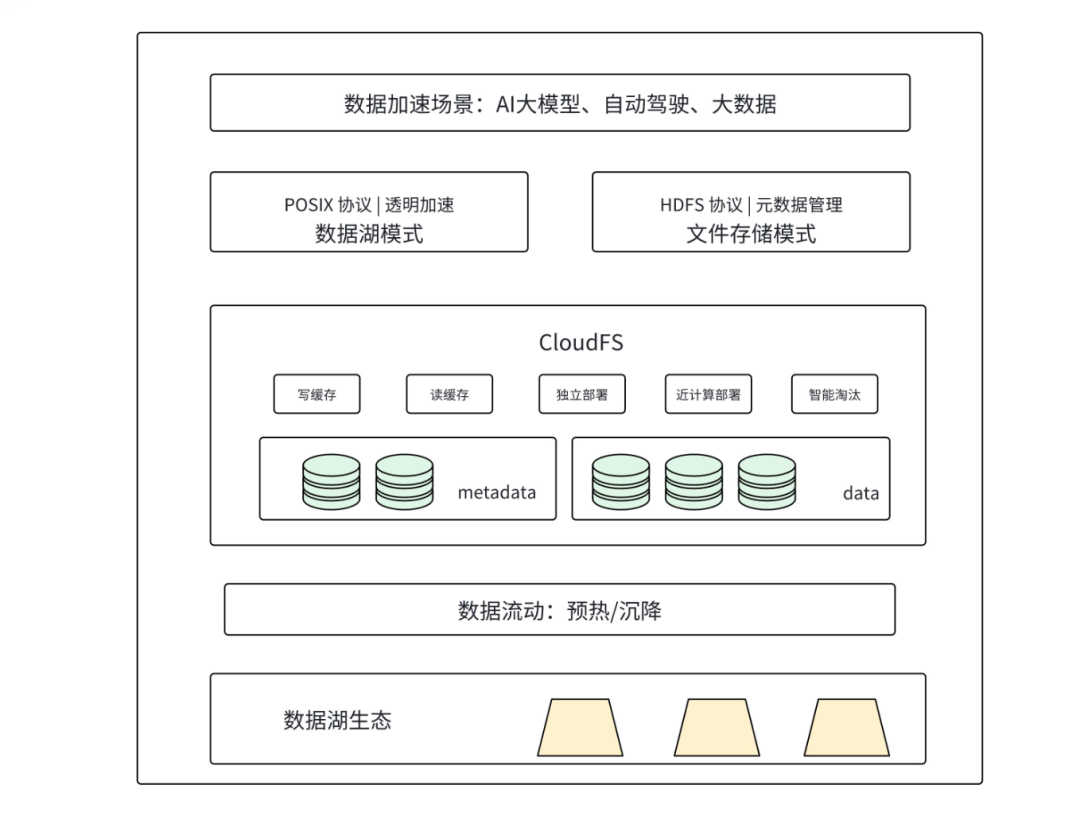 数据加速场景：AI大模型、自动驾驶、大数据
POSIX 协议 | 透明加速
数据湖模式
HDFS 协议 | 元数据管理
文件存储模式
CloudFS
写缓存
读缓存
独立部署
近计算部署
智能淘汰
metadata
data
数据流动：预热/沉降
数据湖生态